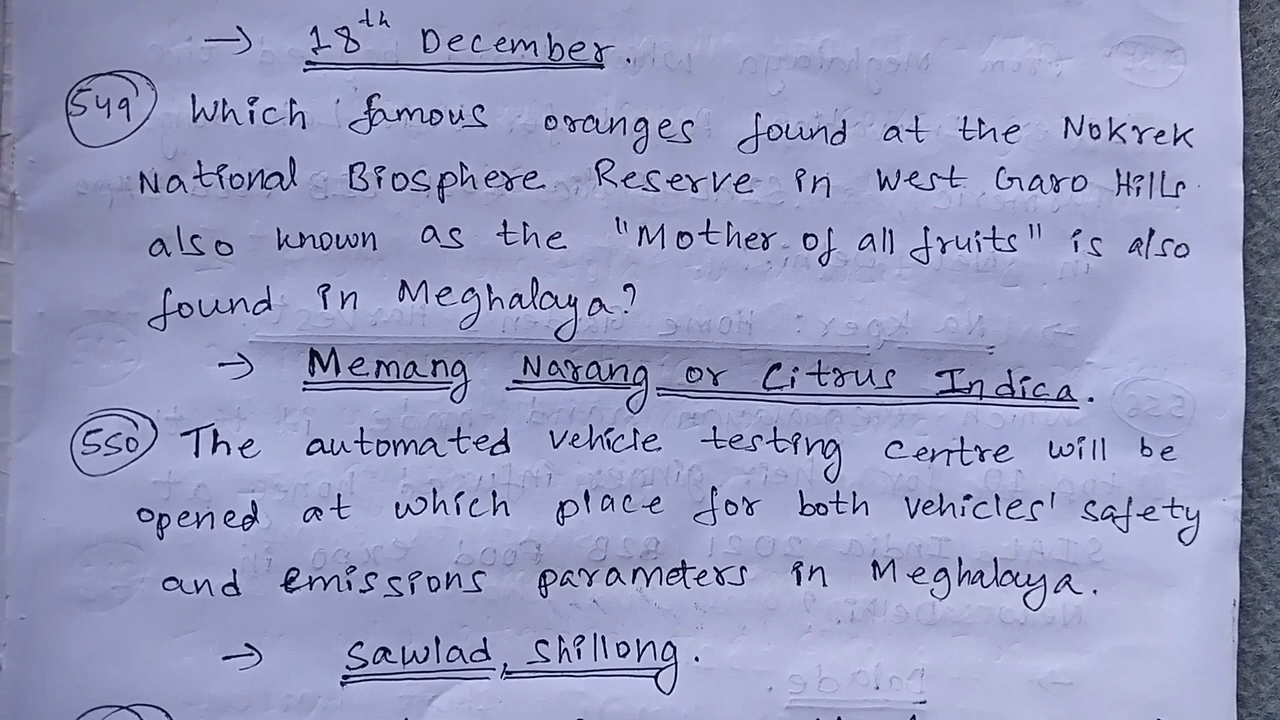 → 18th December.
549 Which famous oranges found at the Nokrek
National Biosphere Reserve in West Garo Hills
also known as the "Mother of all fruits" is also
found in Meghalaya?
→ Memang Narang or Citrus Indica.
550 The automated vehicle testing centre will be
opened at which place for both vehicles' safety
and emissions parameters in Meghalaya.
→ Sawlad, Shillong.